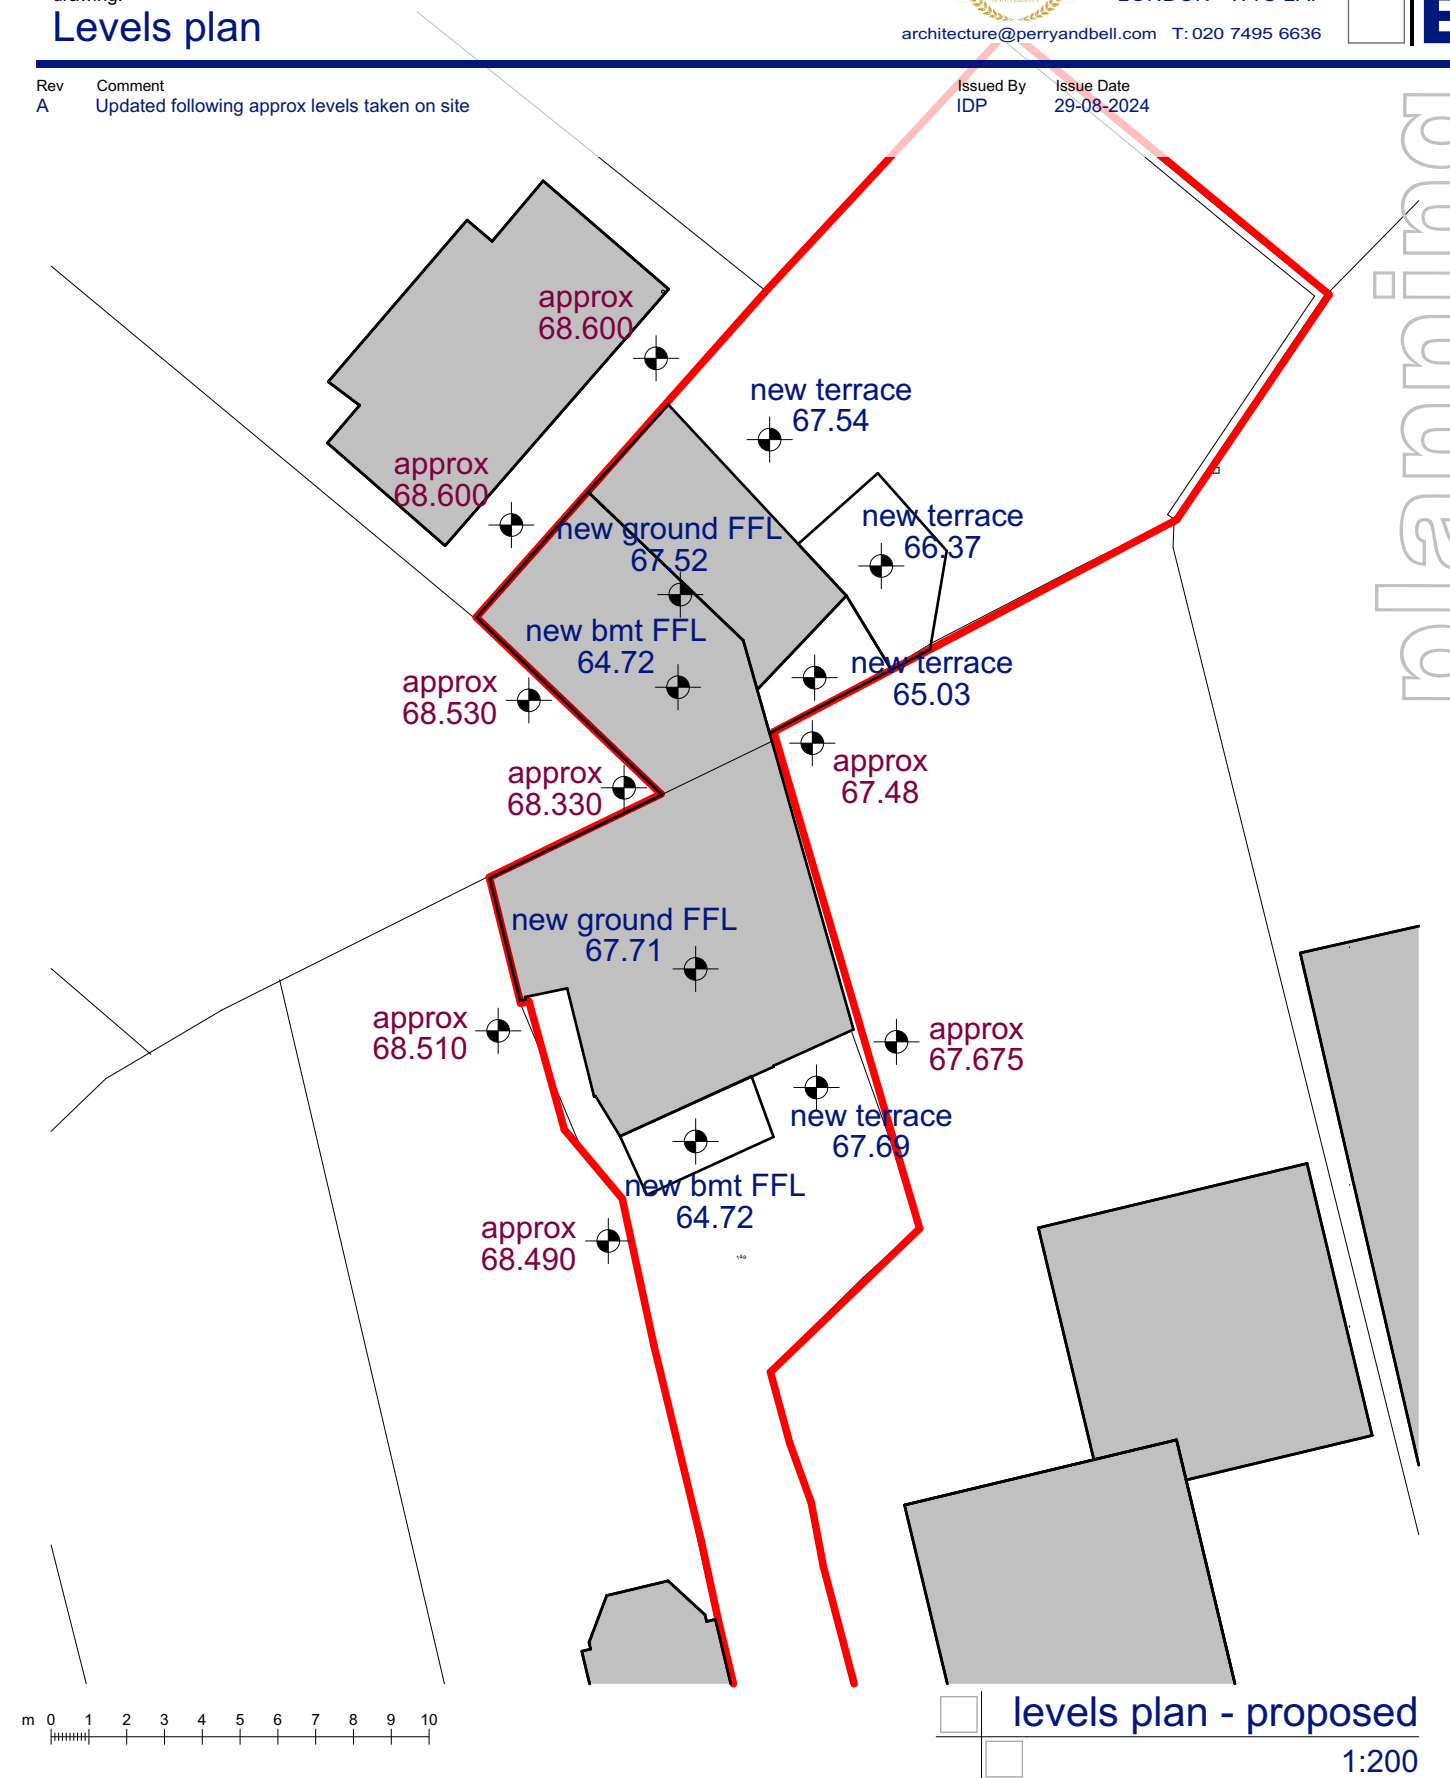 Levels plan
architecture@perryandbell.com T: 020 7495 6636
Rev Comment Issued By Issue Date
A Updated following approx levels taken on site IDP 29-08-2024
planning
approx
68.600
new terrace
67.54
approx
68.600
new terrace
66.37
new ground FFL
67.52
new bmt FFL
64.72
new terrace
65.03
approx
68.530
approx
67.48
approx
68.330
new ground FFL
67.71
approx
68.510
approx
67.675
new terrace
67.69
new bmt FFL
64.72
approx
68.490
14a
m 0 1 2 3 4 5 6 7 8 9 10
levels plan - proposed
1:200